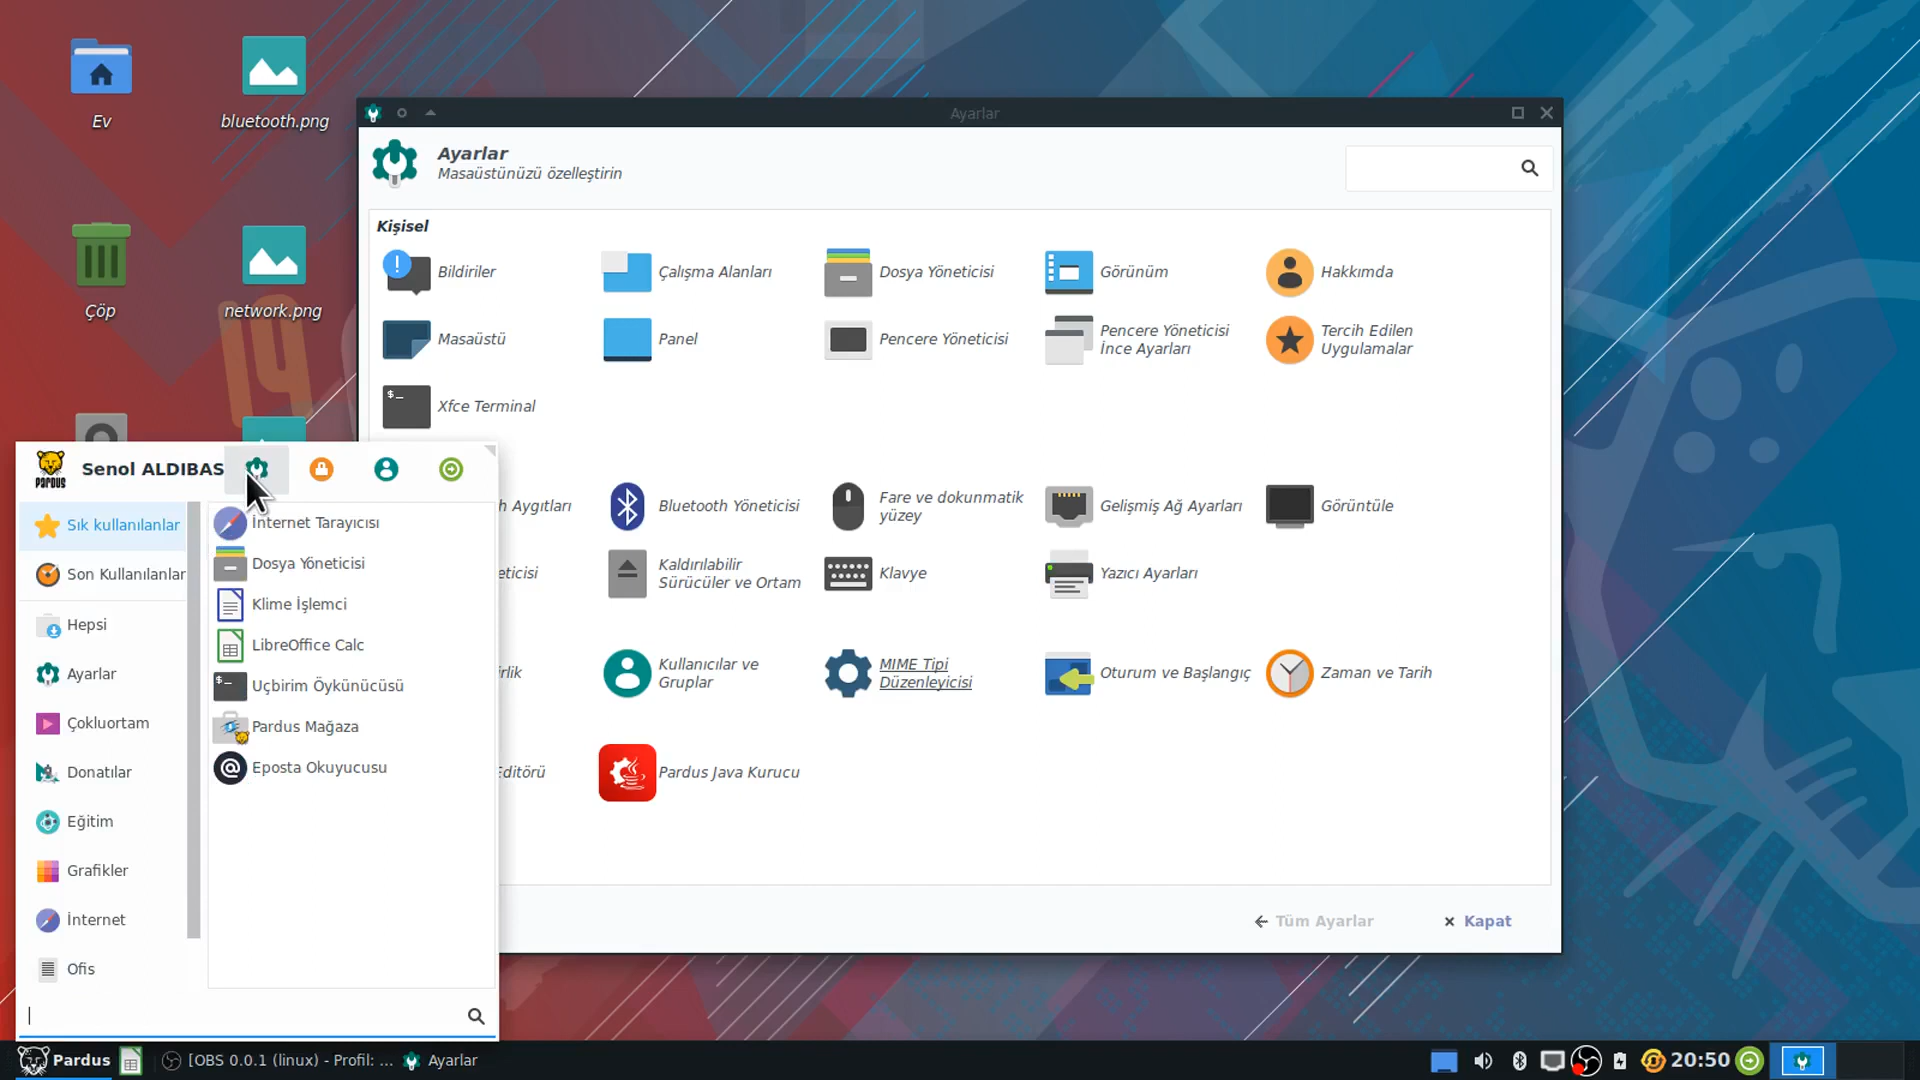 Ev
bluetooth.png
Çöp
network.png
Ayarlar
Ayarlar
Masaüstünüzü özelleştirin
Kişisel
Bildiriler
Çalışma Alanları
Dosya Yöneticisi
Görünüm
Hakkımda
Masaüstü
Panel
Pencere Yöneticisi
Pencere Yöneticisi
İnce Ayarları
Tercih Edilen
Uygulamalar
$_
Xfce Terminal
h Aygıtları
Bluetooth Yöneticisi
Fare ve dokunmatik
yüzey
Gelişmiş Ağ Ayarları
Görüntüle
eticisi
Kaldırılabilir
Sürücüler ve Ortam
Klavye
Yazıcı Ayarları
irlik
Kullanıcılar ve
Gruplar
MIME Tipi
Düzenleyicisi
Oturum ve Başlangıç
Zaman ve Tarih
Editörü
Pardus Java Kurucu
Tüm Ayarlar
Kapat
PARDUS
Senol ALDIBAS
Sık kullanılanlar
Son Kullanılanlar
Hepsi
Ayarlar
Çokluortam
Donatılar
Eğitim
Grafikler
İnternet
Ofis
İnternet Tarayıcısı
Dosya Yöneticisi
Klime İşlemci
LibreOffice Calc
$_
Uçbirim Öykünücüsü
Pardus Mağaza
Eposta Okuyucusu
Pardus
[OBS 0.0.1 (linux) - Profil: ...
Ayarlar
20:50